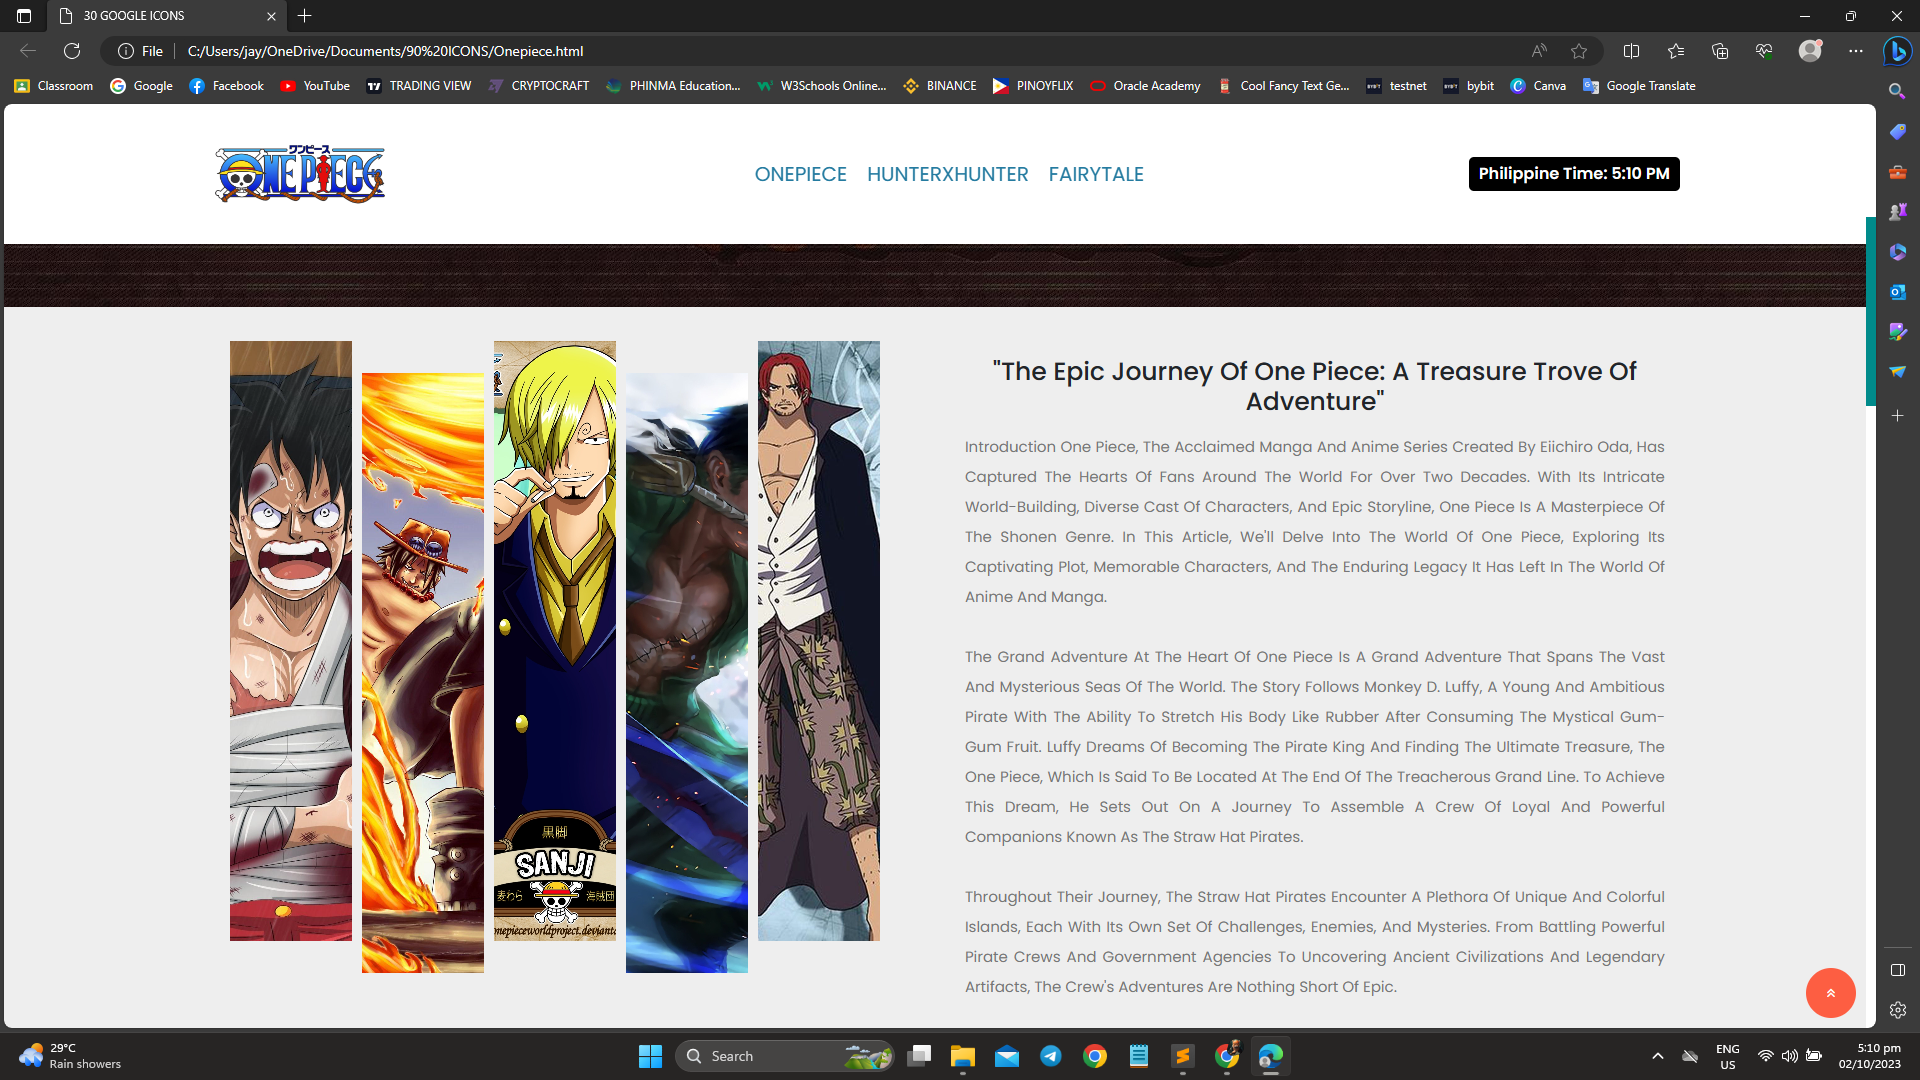 30 GOOGLE ICONS
File
C:/Users/jay/OneDrive/Documents/90%20ICONS/Onepiece.html
Classroom
Google
Facebook
YouTube
TRADING VIEW
CRYPTOCRAFT
PHINMA Education...
W3Schools Online...
BINANCE
PINOYFLIX
Oracle Academy
Cool Fancy Text Ge...
testnet
bybit
Canva
Google Translate
ワンピース
ONE PIECE
ONEPIECE HUNTERXHUNTER FAIRYTALE
Philippine Time: 5:10 PM
黒脚
SANJI
麦わら 海賊団
onepieceworldproject.devianta
"The Epic Journey Of One Piece: A Treasure Trove Of
Adventure"
Introduction One Piece, The Acclaimed Manga And Anime Series Created By Eiichiro Oda, Has
Captured The Hearts Of Fans Around The World For Over Two Decades. With Its Intricate
World-Building, Diverse Cast Of Characters, And Epic Storyline, One Piece Is A Masterpiece Of
The Shonen Genre. In This Article, We'll Delve Into The World Of One Piece, Exploring Its
Captivating Plot, Memorable Characters, And The Enduring Legacy It Has Left In The World Of
Anime And Manga.
The Grand Adventure At The Heart Of One Piece Is A Grand Adventure That Spans The Vast
And Mysterious Seas Of The World. The Story Follows Monkey D. Luffy, A Young And Ambitious
Pirate With The Ability To Stretch His Body Like Rubber After Consuming The Mystical Gum-
Gum Fruit. Luffy Dreams Of Becoming The Pirate King And Finding The Ultimate Treasure, The
One Piece, Which Is Said To Be Located At The End Of The Treacherous Grand Line. To Achieve
This Dream, He Sets Out On A Journey To Assemble A Crew Of Loyal And Powerful
Companions Known As The Straw Hat Pirates.
Throughout Their Journey, The Straw Hat Pirates Encounter A Plethora Of Unique And Colorful
Islands, Each With Its Own Set Of Challenges, Enemies, And Mysteries. From Battling Powerful
Pirate Crews And Government Agencies To Uncovering Ancient Civilizations And Legendary
Artifacts, The Crew's Adventures Are Nothing Short Of Epic.
29°C
Rain showers
Search
ENG
US
5:10 pm
02/10/2023